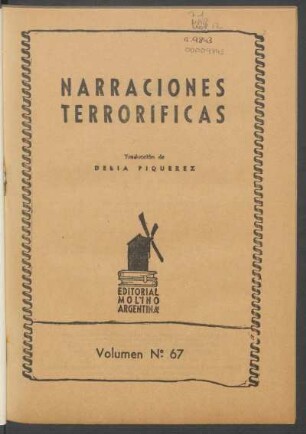 NARRACIONES
TERRORIFICAS
Traducción de
DELIA PIQUEREZ
EDITORIAL
MOLINO
ARGENTINA
Volumen Nº 67